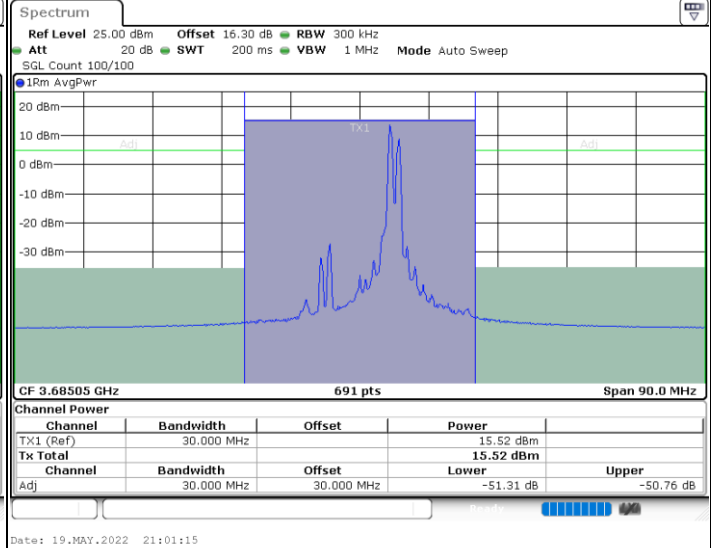 Spectrum
Ref Level 25.00 dBm Offset 16.30 dB RBW 300 kHz
Att 20 dB SWT 200 ms VBW 1 MHz Mode Auto Sweep
SGL Count 100/100
1Rm AvgPwr
20 dBm
TX1
10 dBm
Adj Adj
0 dBm
-10 dBm
-20 dBm
-30 dBm
CF 3.68505 GHz 691 pts Span 90.0 MHz
Channel Power
Channel Bandwidth Offset Power
TX1 (Ref) 30.000 MHz 15.52 dBm
Tx Total 15.52 dBm
Channel Bandwidth Offset Lower Upper
Adj 30.000 MHz 30.000 MHz -51.31 dB -50.76 dB
Ready
Date: 19.MAY.2022 21:01:15